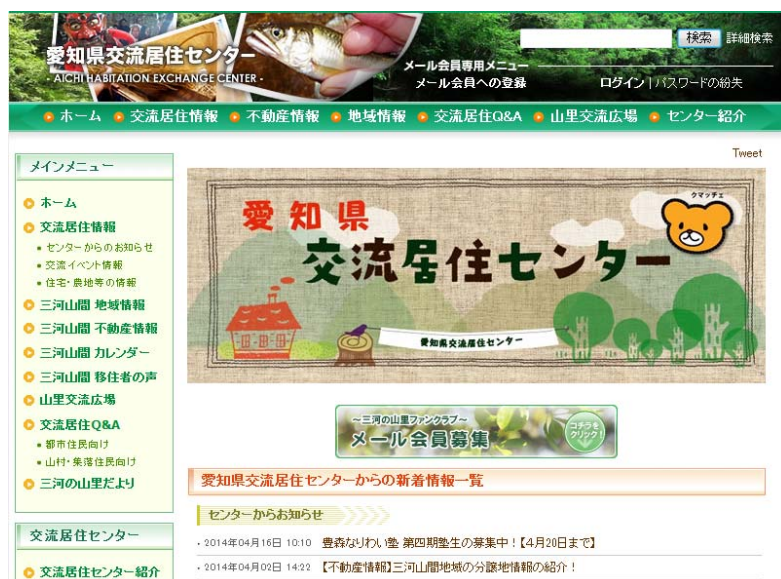 愛知県交流居住センター
- AICHI HABITATION EXCHANGE CENTER -
検索 詳細検索
メール会員専用メニュー
メール会員への登録 ログイン | パスワードの紛失
ホーム 交流居住情報 不動産情報 地域情報 交流居住Q&A 山里交流広場 センター紹介
Tweet
メインメニュー
ホーム
交流居住情報
センターからのお知らせ
交流イベント情報
住宅・農地等の情報
三河山間 地域情報
三河山間 不動産情報
三河山間 カレンダー
三河山間 移住者の声
山里交流広場
交流居住Q&A
都市住民向け
山村・集落住民向け
三河の山里だより
交流居住センター
交流居住センター紹介
クマッチェ
愛知県
交流居住センター
愛知県交流居住センター
～三河の山里ファンクラブ～
メール会員募集
コチラを
クリック!
愛知県交流居住センターからの新着情報一覧
センターからお知らせ
・2014年04月16日 10:10 豊森なりわい塾 第四期塾生の募集中！【4月20日まで】
・2014年04月02日 14:22 【不動産情報】三河山間地域の分譲地情報の紹介！